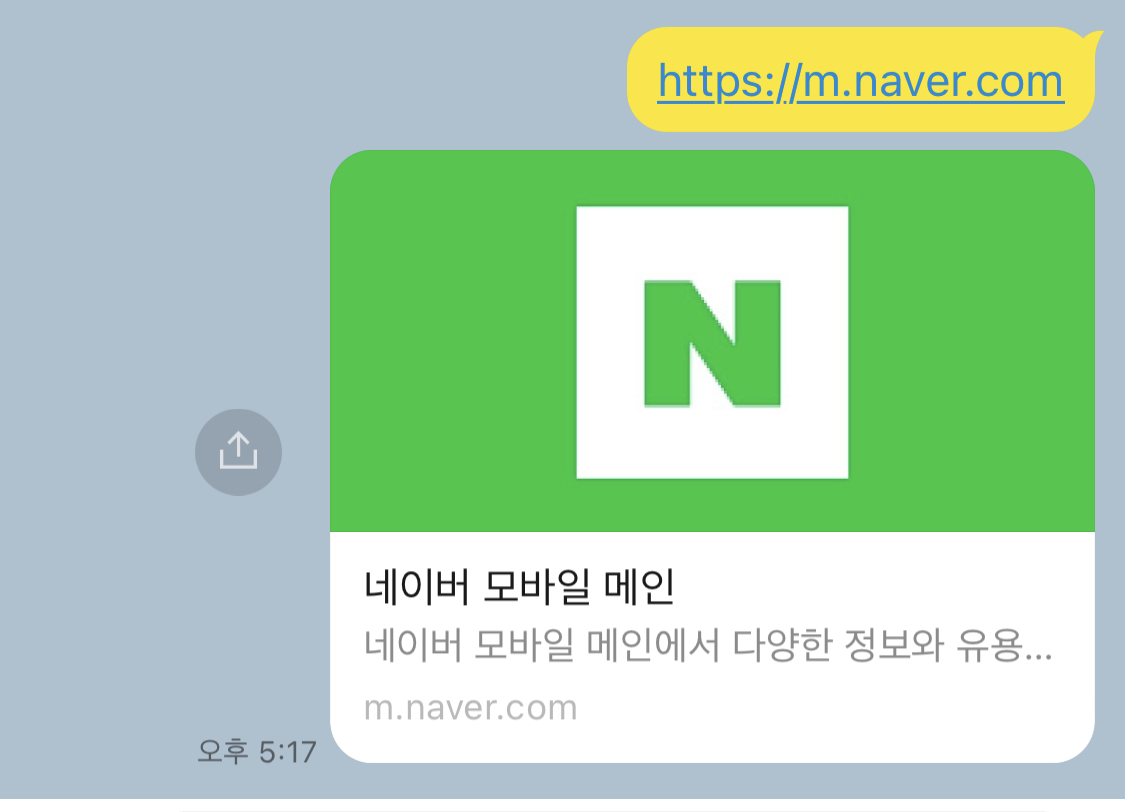 https://m.naver.com
N
네이버 모바일 메인
네이버 모바일 메인에서 다양한 정보와 유용...
m.naver.com
오후 5:17